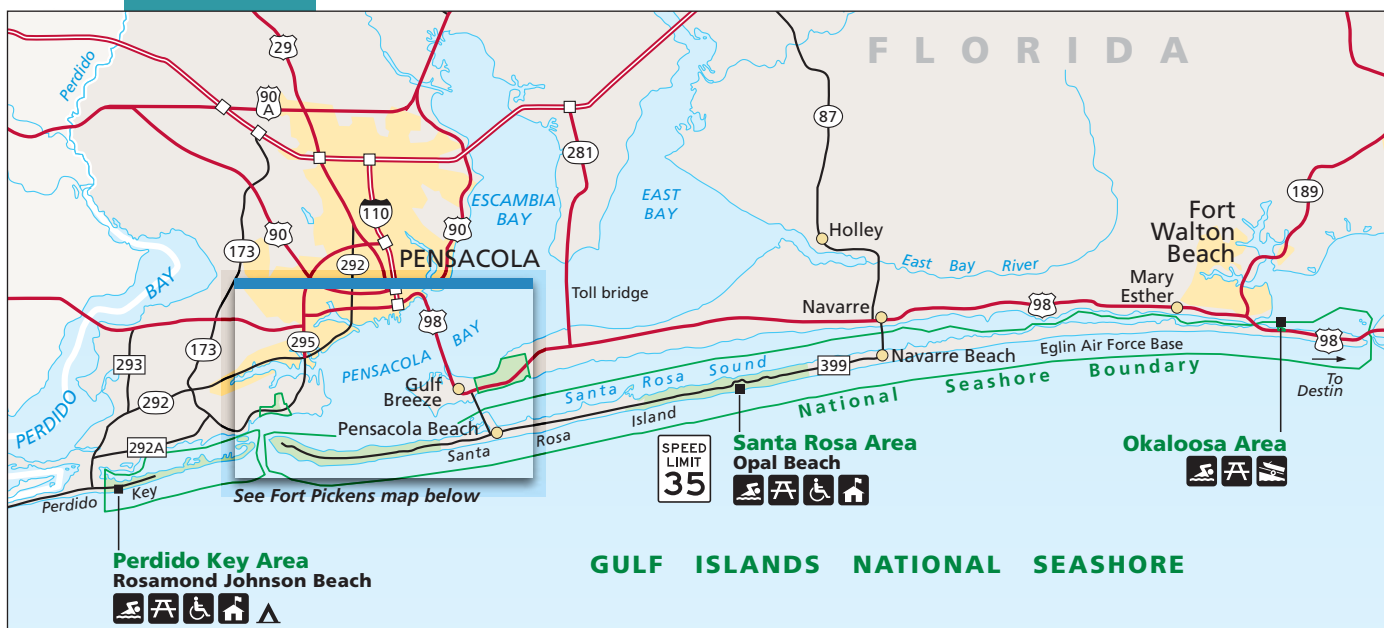 FLORIDA
Perdido
29
90
A
87
281
ESCAMBIA
BAY
EAST
BAY
189
110
90
90
Holley
Fort
Walton
Beach
173
292
PENSACOLA
East Bay River
BAY
Mary
Esther
Toll bridge
Navarre
98
98
295
173
PENSACOLA BAY
98
293
Navarre Beach
Eglin Air Force Base
399
To
Destin
Gulf
Breeze
Santa Rosa Sound
National Seashore Boundary
292
PERDIDO
Pensacola Beach
Santa Rosa Island
292A
SPEED
LIMIT
35
Santa Rosa Area
Opal Beach
Okaloosa Area
Perdido Key
See Fort Pickens map below
Perdido Key Area
Rosamond Johnson Beach
GULF ISLANDS NATIONAL SEASHORE